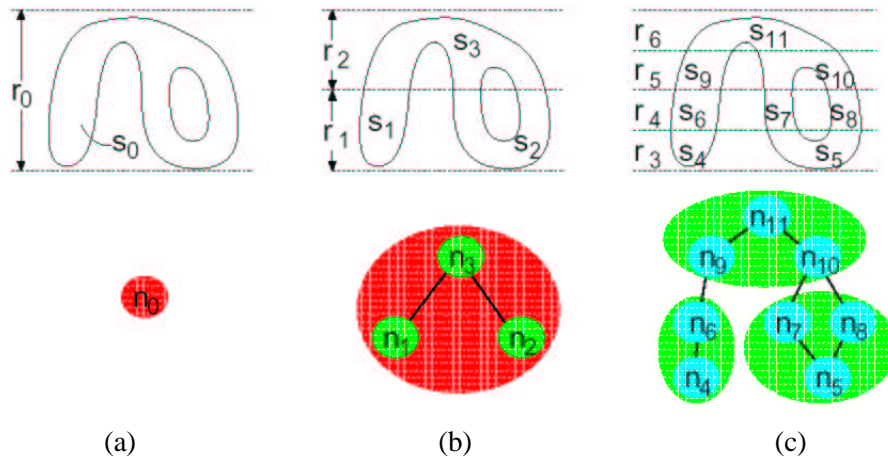 r0 s0
r2 r1 s3 s1 s2
r6 r5 r4 r3 s11 s9 s10 s6 s7 s8 s4 s5
n0
n3 n1 n2
n11 n9 n10 n6 n7 n8 n4 n5
(a) (b) (c)